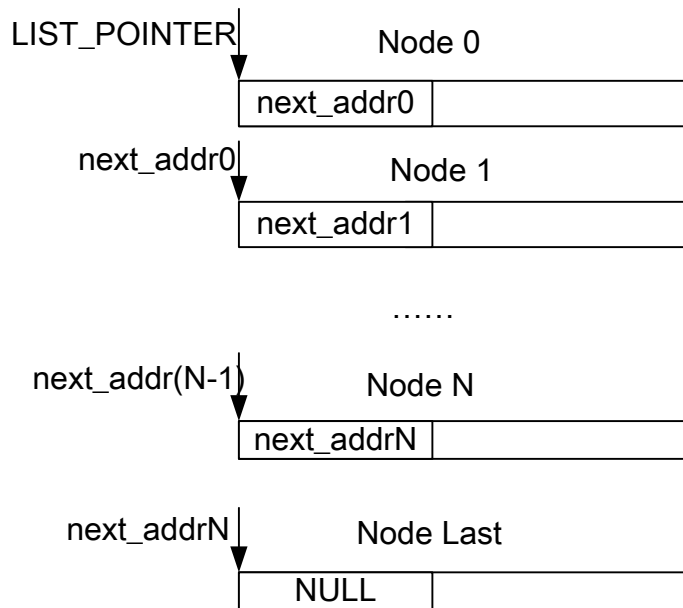 LIST_POINTER
Node 0
next_addr0
next_addr0
Node 1
next_addr1
......
next_addr(N-1)
Node N
next_addrN
next_addrN
Node Last
NULL